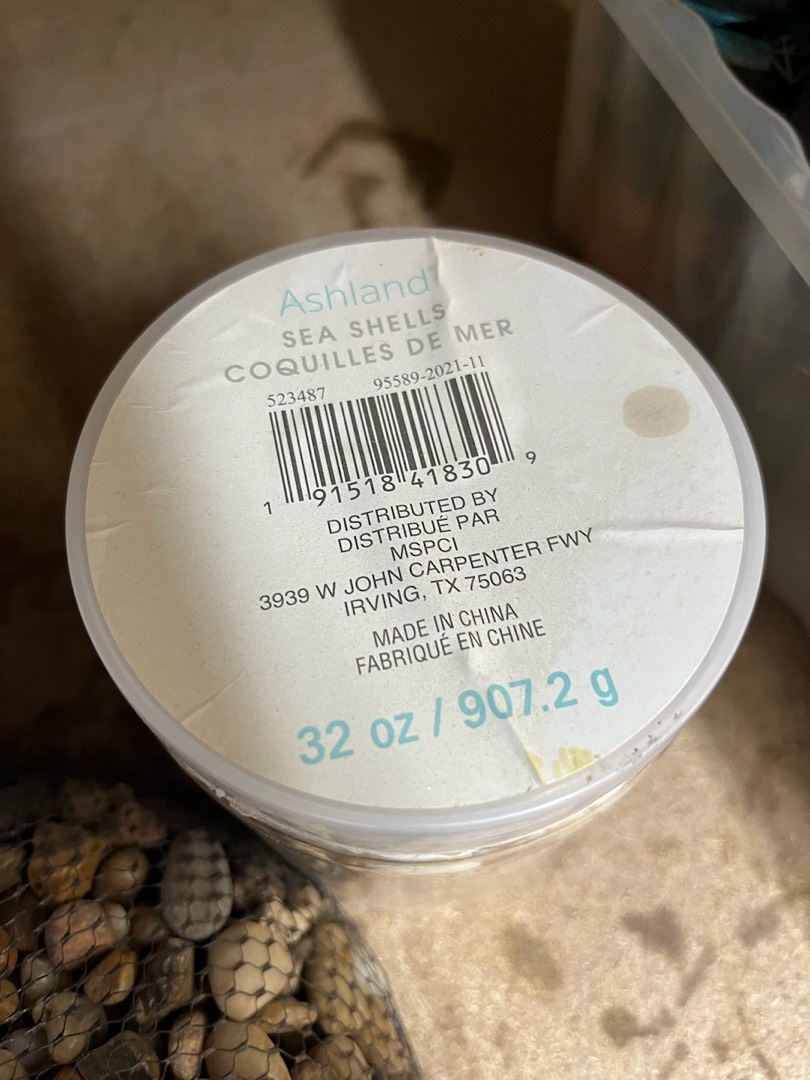 Ashland
SEA SHELLS
COQUILLES DE MER
523487 95589-2021-11
1 91518 41830 9
DISTRIBUTED BY
DISTRIBUÉ PAR
MSPCI
3939 W JOHN CARPENTER FWY
IRVING, TX 75063
MADE IN CHINA
FABRIQUÉ EN CHINE
32 oz / 907.2 g